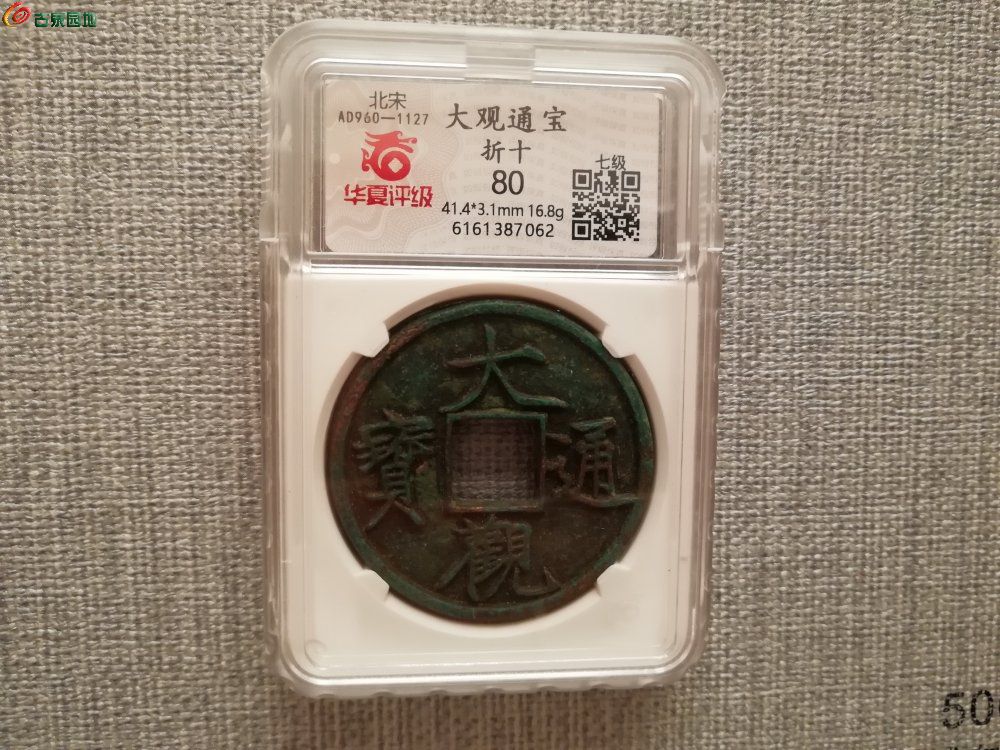 古泉园地
北宋
AD960—1127
大观通宝
折十
80
41.4*3.1mm 16.8g
6161387062
七级
华夏评级
大
觀
通
寶
50